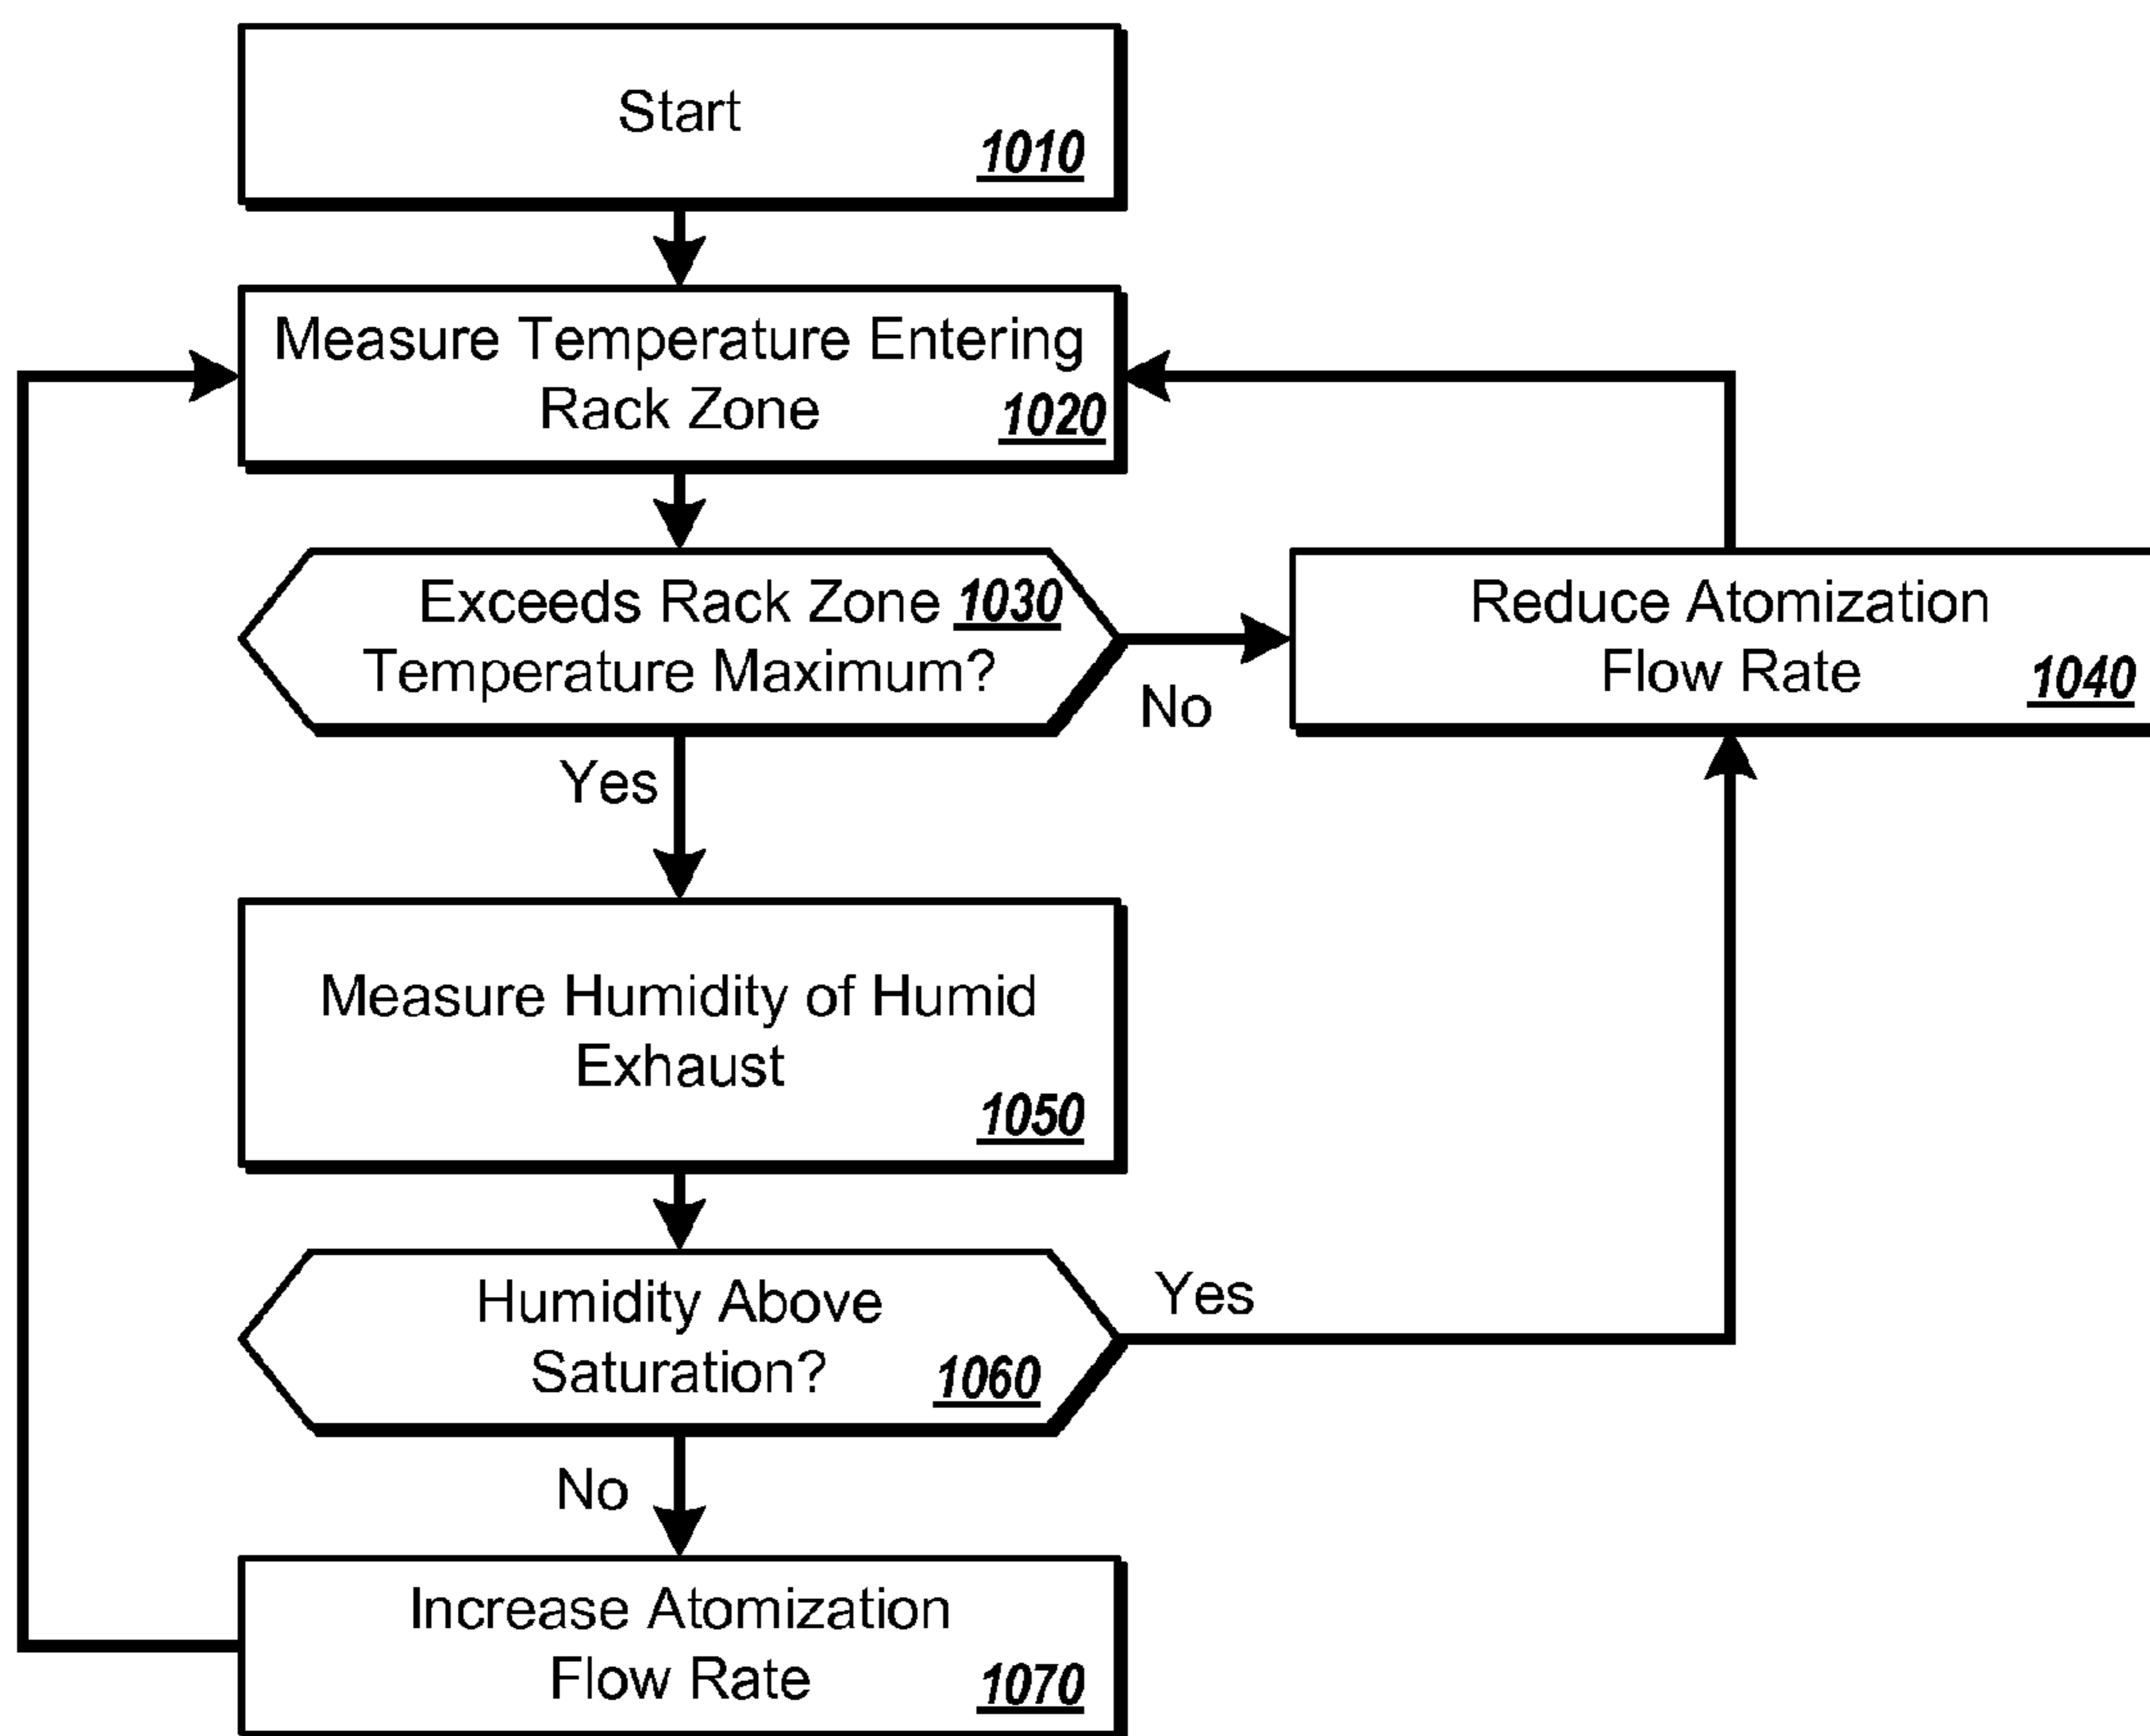 Start
1010
Measure Temperature Entering
Rack Zone 1020
Exceeds Rack Zone 1030
Temperature Maximum?
No
Reduce Atomization
Flow Rate 1040
Yes
Measure Humidity of Humid
Exhaust
1050
Humidity Above
Saturation? 1060
Yes
No
Increase Atomization
Flow Rate 1070